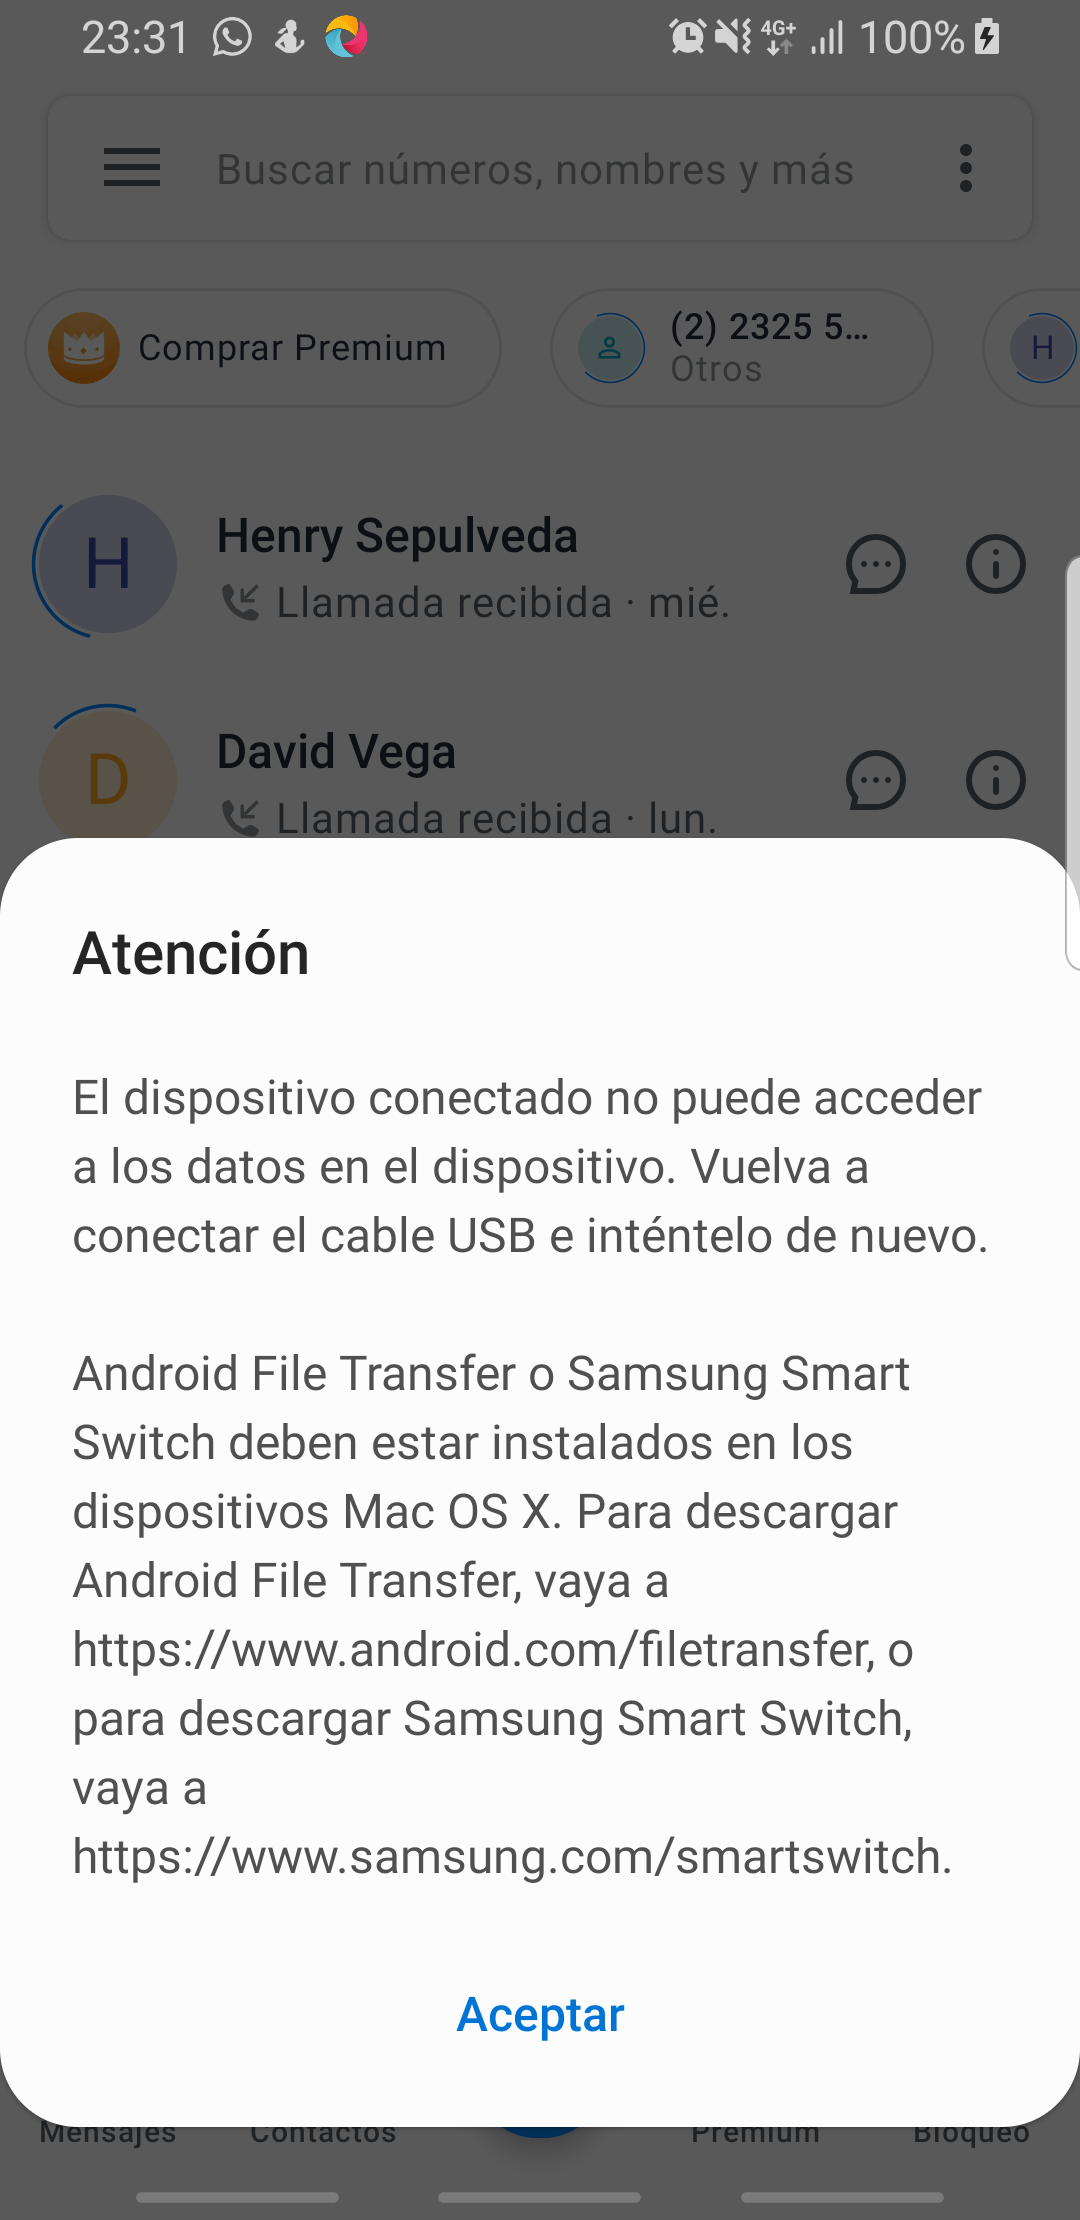 23:31 4G+ 100%
Buscar números, nombres y más
Comprar Premium
(2) 2325 5...
Otros
H
H
Henry Sepulveda
Llamada recibida · mié.
D
David Vega
Llamada recibida · lun.
Atención
El dispositivo conectado no puede acceder
a los datos en el dispositivo. Vuelva a
conectar el cable USB e inténtelo de nuevo.
Android File Transfer o Samsung Smart
Switch deben estar instalados en los
dispositivos Mac OS X. Para descargar
Android File Transfer, vaya a
https://www.android.com/filetransfer, o
para descargar Samsung Smart Switch,
vaya a
https://www.samsung.com/smartswitch.
Aceptar
Mensajes Contactos Premium Bloqueo